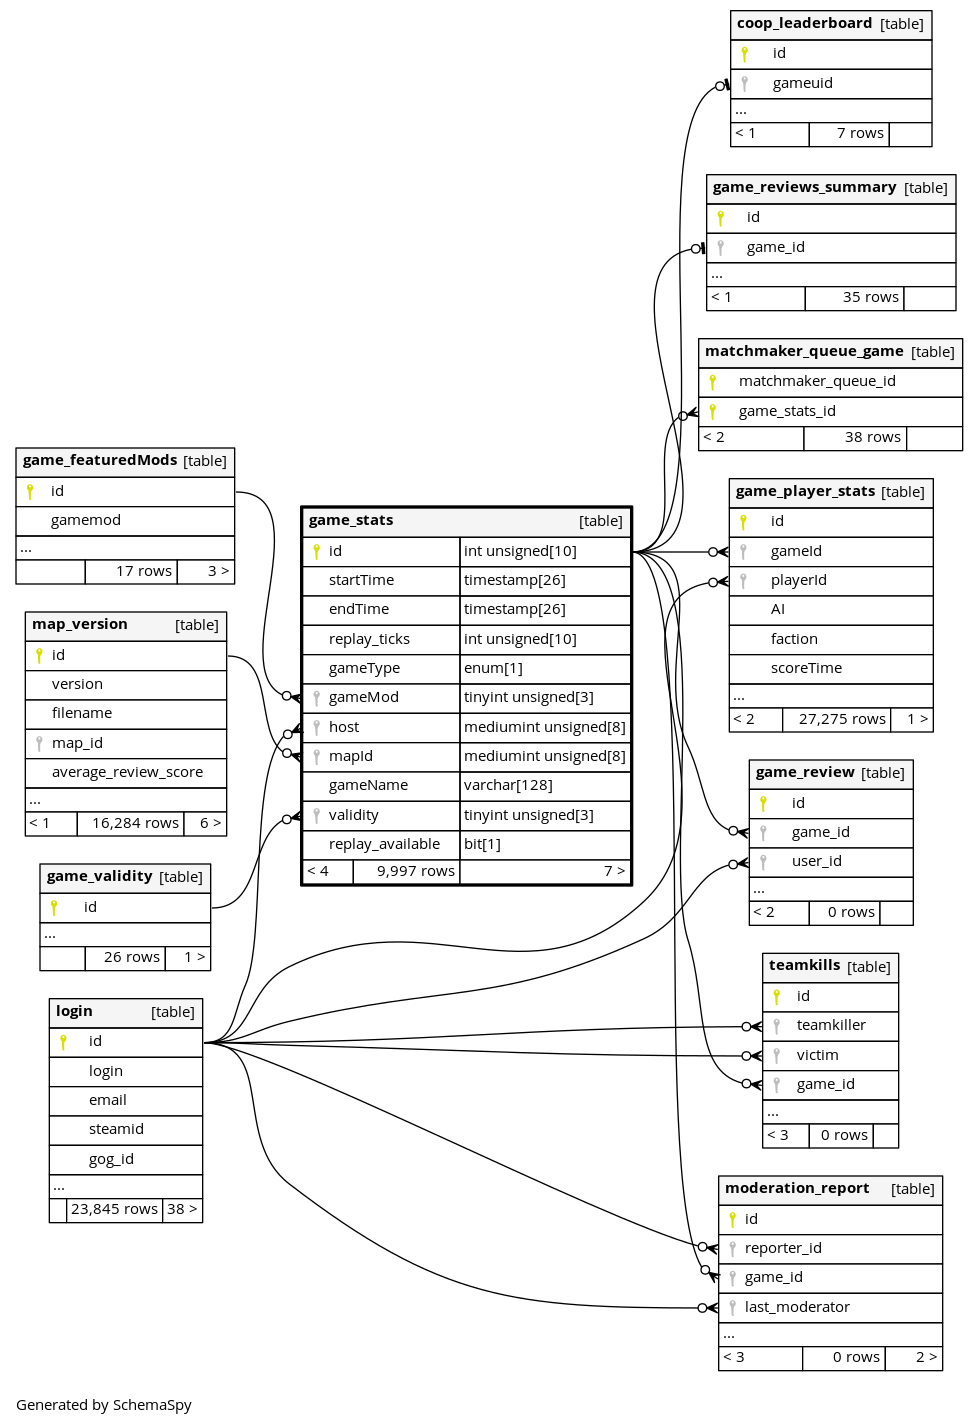 coop_leaderboard [table]
id
gameuid
...
< 1 7 rows
game_reviews_summary [table]
id
game_id
...
< 1 35 rows
matchmaker_queue_game [table]
matchmaker_queue_id
game_stats_id
< 2 38 rows
game_featuredMods [table]
id
gamemod
...
17 rows 3 >
map_version [table]
id
version
filename
map_id
average_review_score
...
< 1 16,284 rows 6 >
game_validity [table]
id
...
26 rows 1 >
login [table]
id
login
email
steamid
gog_id
...
23,845 rows 38 >
game_stats [table]
id int unsigned[10]
startTime timestamp[26]
endTime timestamp[26]
replay_ticks int unsigned[10]
gameType enum[1]
gameMod tinyint unsigned[3]
host mediumint unsigned[8]
mapId mediumint unsigned[8]
gameName varchar[128]
validity tinyint unsigned[3]
replay_available bit[1]
< 4 9,997 rows 7 >
game_player_stats [table]
id
gameId
playerId
AI
faction
scoreTime
...
< 2 27,275 rows 1 >
game_review [table]
id
game_id
user_id
...
< 2 0 rows
teamkills [table]
id
teamkiller
victim
game_id
...
< 3 0 rows
moderation_report [table]
id
reporter_id
game_id
last_moderator
...
< 3 0 rows 2 >
Generated by SchemaSpy